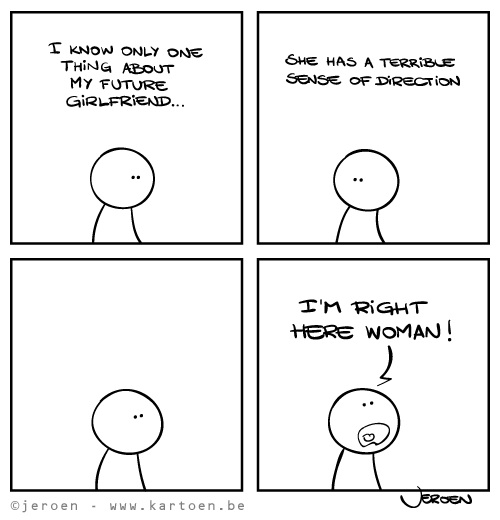 I KNOW ONLY ONE
THING ABOUT
MY FUTURE
GIRLFRIEND...
SHE HAS A TERRIBLE
SENSE OF DIRECTION
I'M RIGHT
HERE WOMAN!
JEROEN
©jeroen - www.kartoen.be